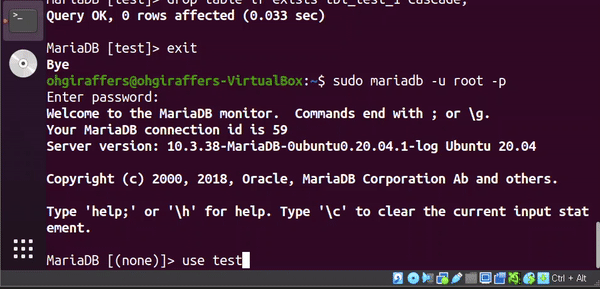 MariaDB [test]> drop table if exists tbl_test_1 cascade;
Query OK, 0 rows affected (0.033 sec)
MariaDB [test]> exit
Bye
ohgiraffers@ohgiraffers-VirtualBox:~$ sudo mariadb -u root -p
Enter password:
Welcome to the MariaDB monitor.  Commands end with ; or \g.
Your MariaDB connection id is 59
Server version: 10.3.38-MariaDB-0ubuntu0.20.04.1-log Ubuntu 20.04
Copyright (c) 2000, 2018, Oracle, MariaDB Corporation Ab and others.
Type 'help;' or '\h' for help. Type '\c' to clear the current input stat
ement.
MariaDB [(none)]> use test
Ctrl + Alt